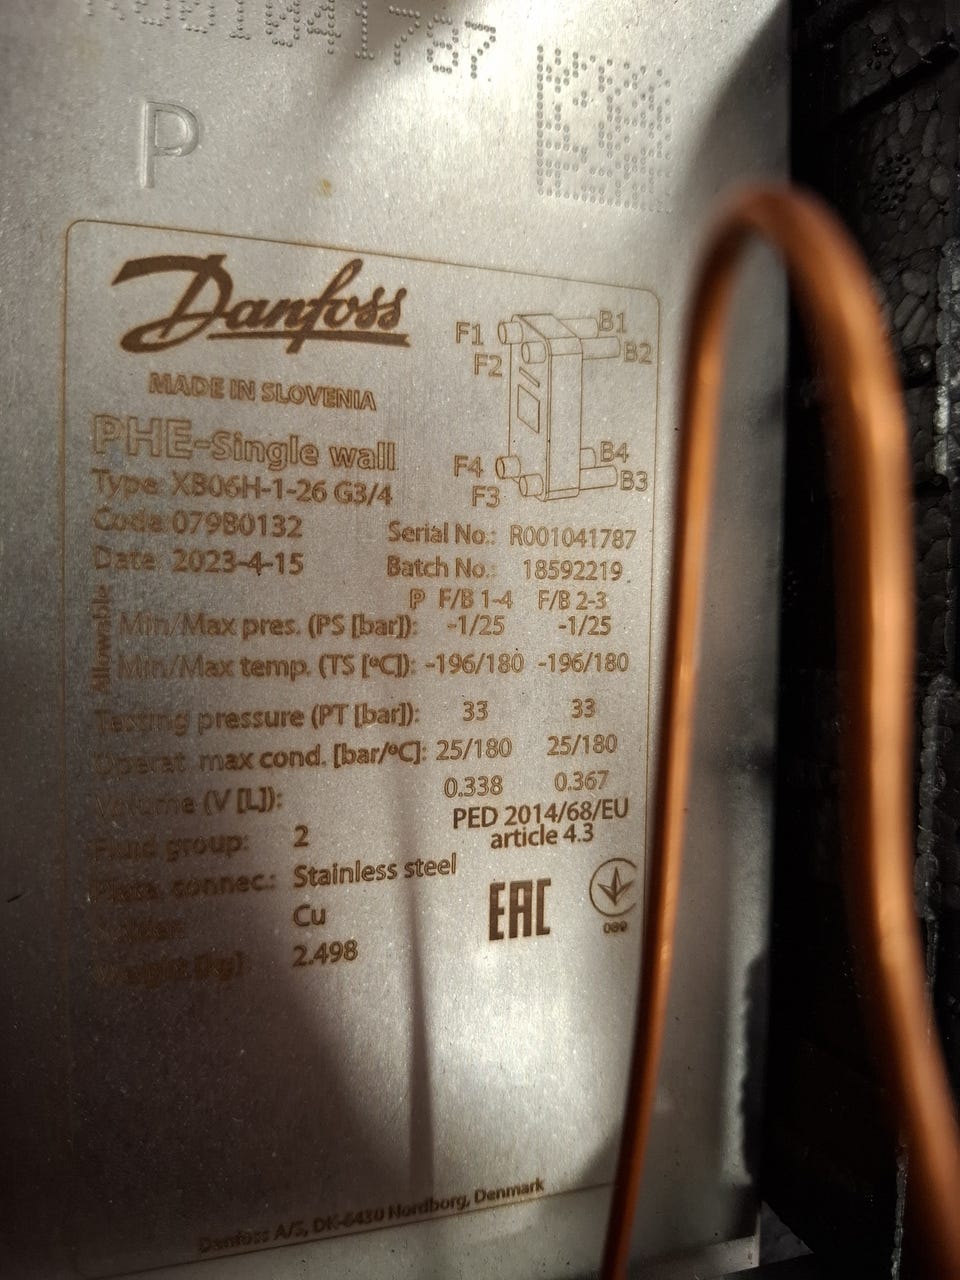 R001041787
P
Danfoss
MADE IN SLOVENIA
PHE-Single wall
Type XB06H-1-26 G3/4
Code 079B0132
Date 2023-4-15
F1 B1
F2 B2
F4 B4
F3 B3
Serial No.: R001041787
Batch No.: 18592219
P F/B 1-4 F/B 2-3
Allowable
Min/Max pres. (PS [bar]): -1/25 -1/25
Min/Max temp. (TS [°C]): -196/180 -196/180
Testing pressure (PT [bar]): 33 33
Operat. max cond. [bar/°C]: 25/180 25/180
Volume (V [L]): 0.338 0.367
PED 2014/68/EU
article 4.3
Fluid group: 2
Plate, connec.: Stainless steel
Solder: Cu
Weight [kg] 2.498
EAC
Danfoss A/S, DK-6430 Nordborg, Denmark